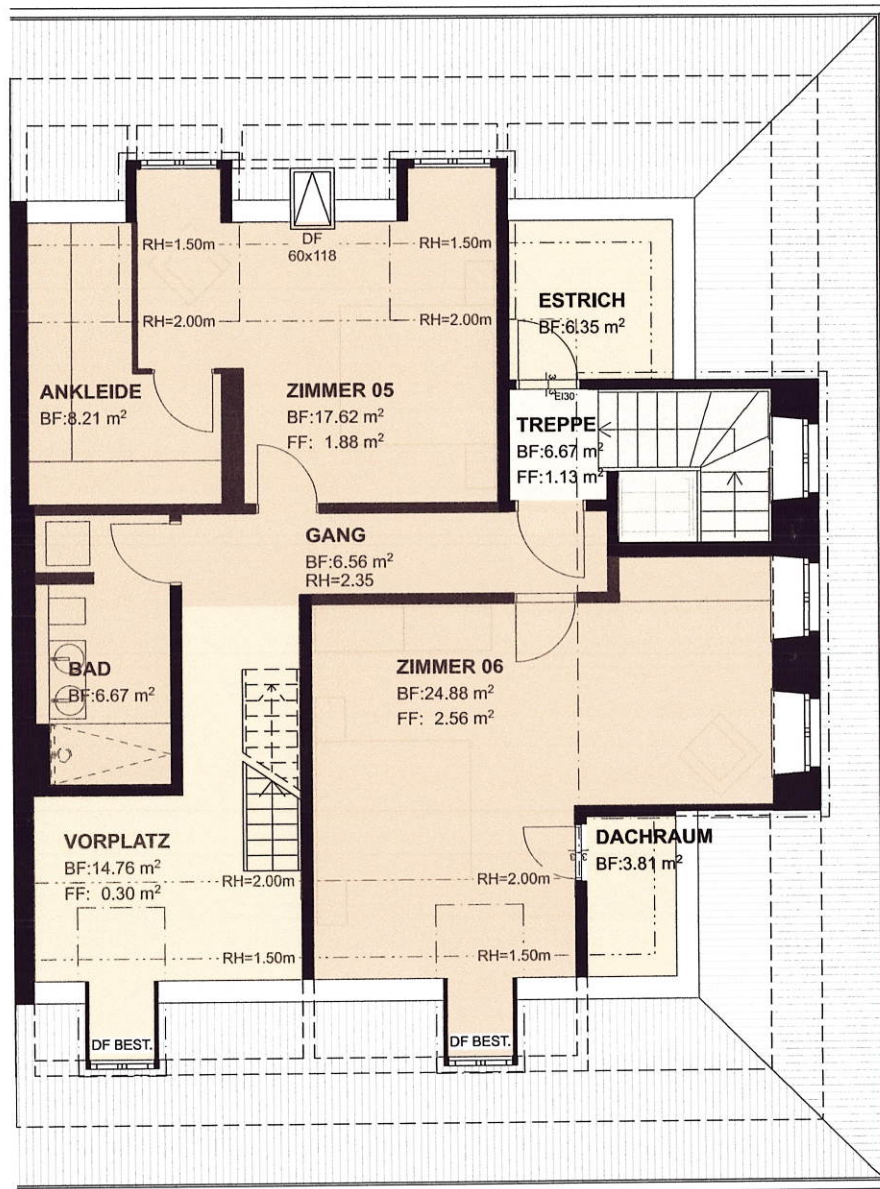 RH=1.50m
DF
60x118
RH=1.50m
RH=2.00m
RH=2.00m
ESTRICH
BF:6.35 m²
ANKLEIDE
BF:8.21 m²
ZIMMER 05
BF:17.62 m²
FF: 1.88 m²
EI30
TREPPE
BF:6.67 m²
FF:1.13 m²
GANG
BF:6.56 m²
RH=2.35
BAD
BF:6.67 m²
ZIMMER 06
BF:24.88 m²
FF: 2.56 m²
VORPLATZ
BF:14.76 m²
FF: 0.30 m²
DACHRAUM
BF:3.81 m²
RH=2.00m
RH=2.00m
RH=1.50m
RH=1.50m
DF BEST.
DF BEST.